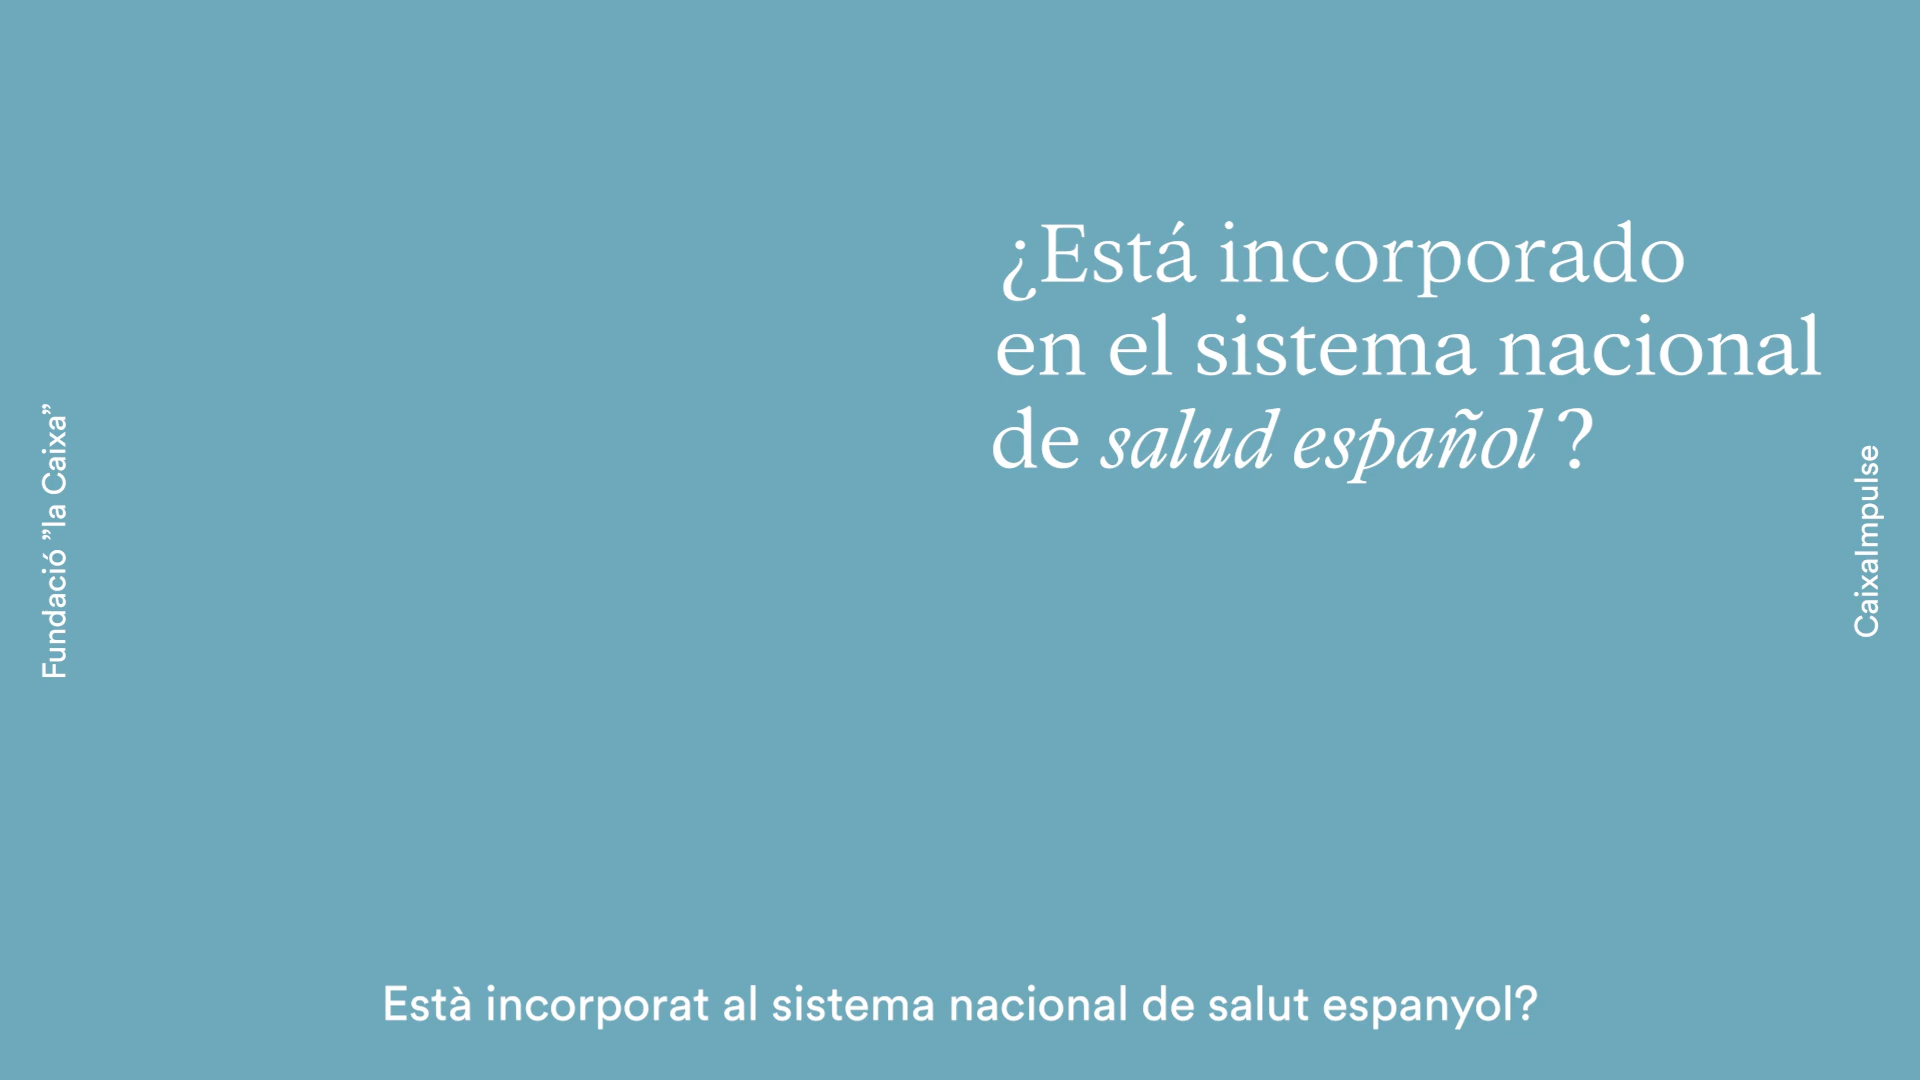 Fundació ”la Caixa”
¿Está incorporado
en el sistema nacional
de salud español ?
CaixaImpulse
Està incorporat al sistema nacional de salut espanyol?